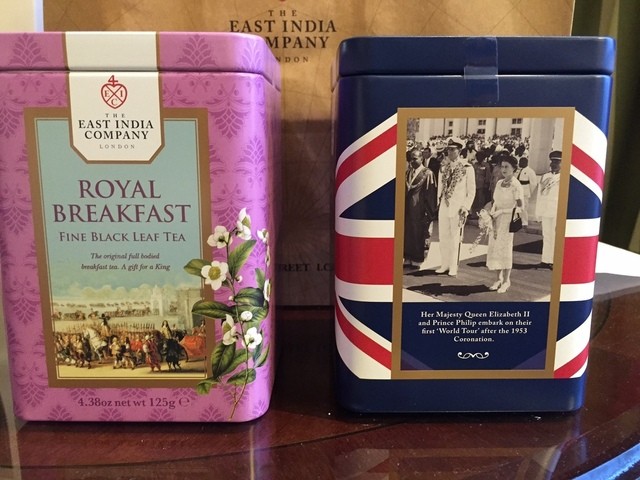 THE
EAST INDIA
COMPANY
LONDON
EIC
THE
EAST INDIA
COMPANY
LONDON
ROYAL
BREAKFAST
FINE BLACK LEAF TEA
The original full bodied
breakfast tea. A gift for a King
4.38oz net wt 125g ℮
Her Majesty Queen Elizabeth II
and Prince Philip embark on their
first 'World Tour' after the 1953
Coronation.